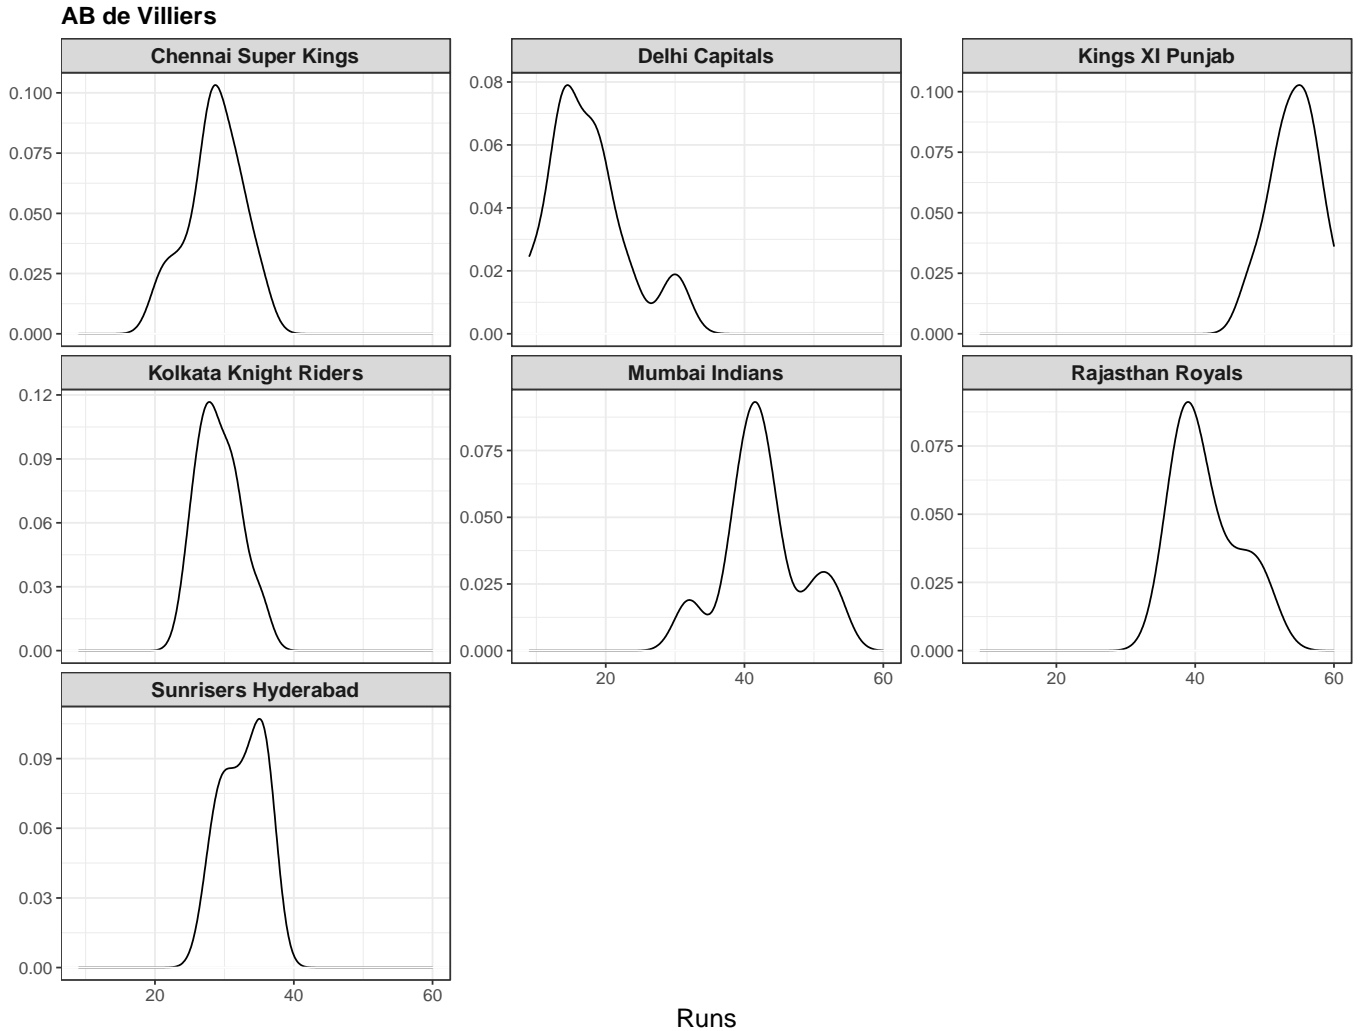 AB de Villiers
Chennai Super Kings
Delhi Capitals
Kings XI Punjab
0.100
0.075
0.050
0.025
0.000
0.08
0.06
0.04
0.02
0.00
0.100
0.075
0.050
0.025
0.000
Kolkata Knight Riders
Mumbai Indians
Rajasthan Royals
0.12
0.09
0.06
0.03
0.00
0.075
0.050
0.025
0.000
20 40 60
0.075
0.050
0.025
0.000
20 40 60
Sunrisers Hyderabad
0.09
0.06
0.03
0.00
20 40 60
Runs